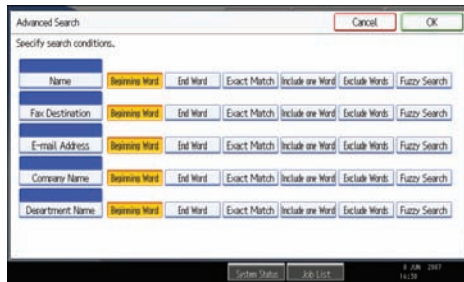 Advanced Search Cancel OK
Specify search conditions.
Name Beginning Word End Word Exact Match Include one Word Exclude Words Fuzzy Search
Fax Destination Beginning Word End Word Exact Match Include one Word Exclude Words Fuzzy Search
E-mail Address Beginning Word End Word Exact Match Include one Word Exclude Words Fuzzy Search
Company Name Beginning Word End Word Exact Match Include one Word Exclude Words Fuzzy Search
Department Name Beginning Word End Word Exact Match Include one Word Exclude Words Fuzzy Search
System Status Job List 8 JUN 2007